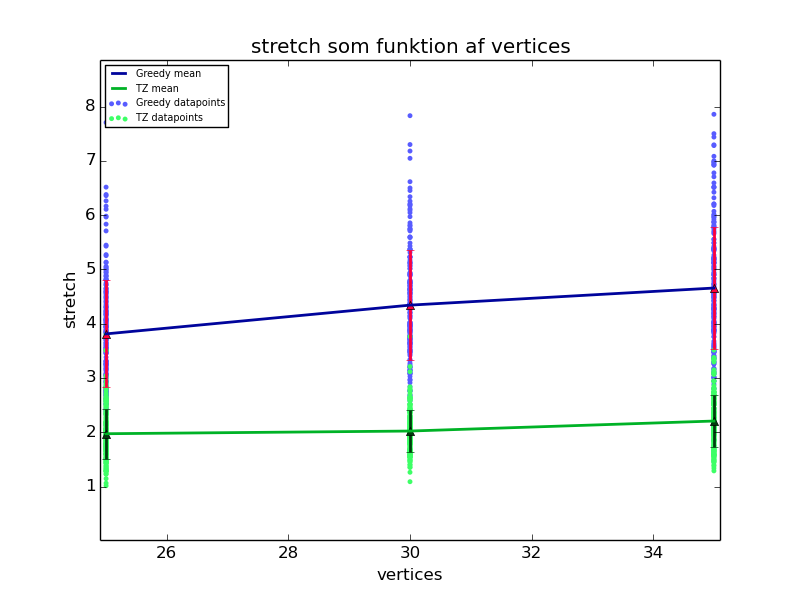 stretch som funktion af vertices
Greedy mean
TZ mean
Greedy datapoints
TZ datapoints
8
7
6
5
4
3
2
1
stretch
26
28
30
32
34
vertices